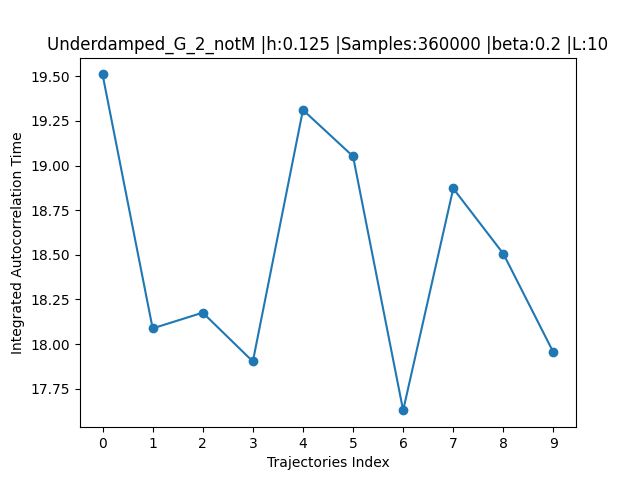 Underdamped_G_2_notM |h:0.125 |Samples:360000 |beta:0.2 |L:10
Integrated Autocorrelation Time
19.50
19.25
19.00
18.75
18.50
18.25
18.00
17.75
0 1 2 3 4 5 6 7 8 9
Trajectories Index